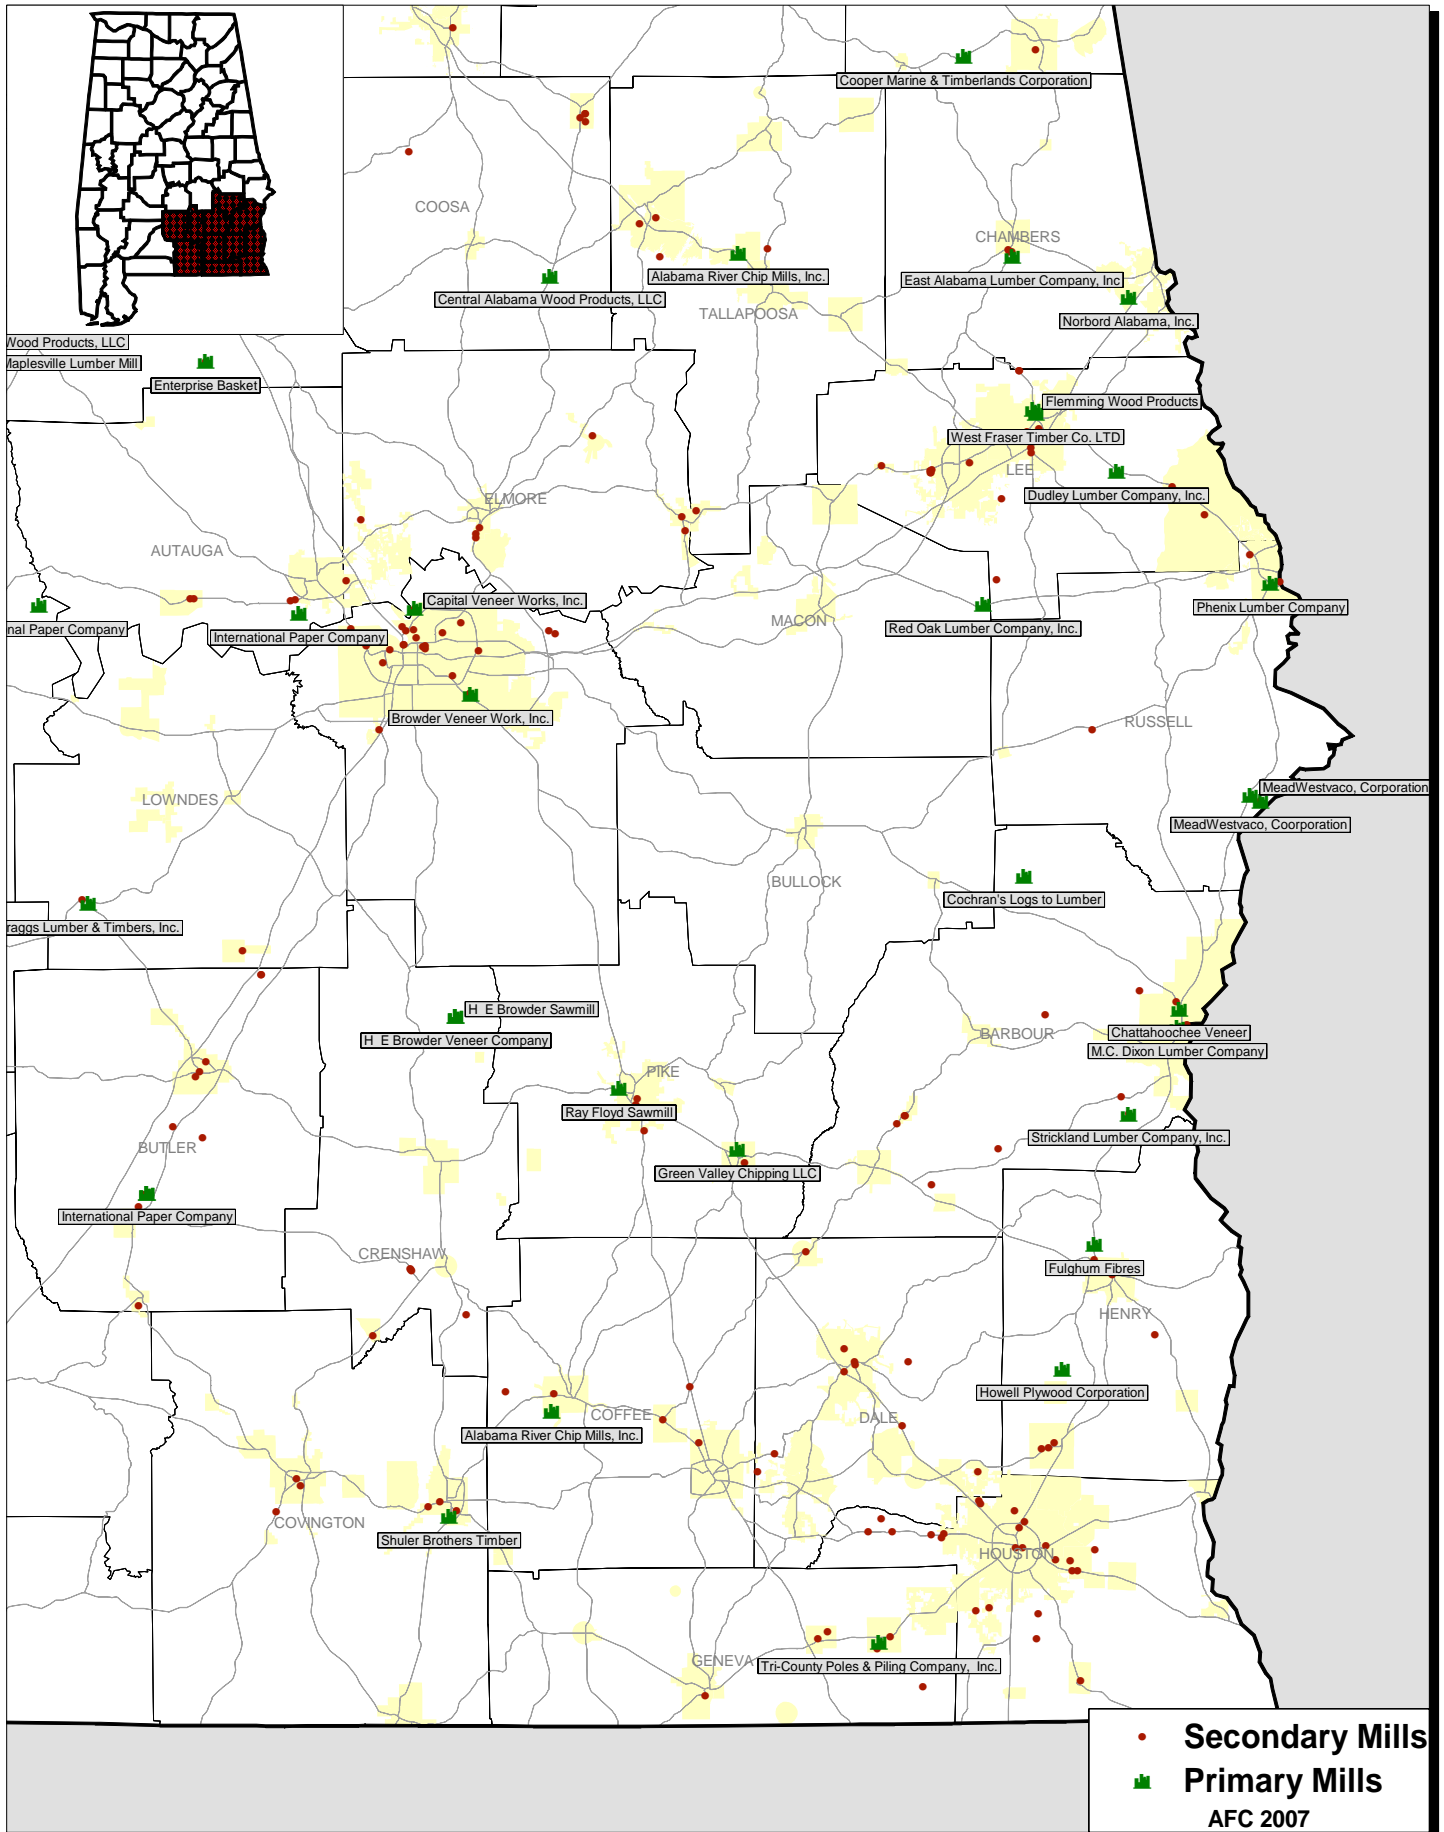 Cooper Marine & Timberlands Corporation
COOSA
CHAMBERS
Alabama River Chip Mills, Inc.
East Alabama Lumber Company, Inc
Central Alabama Wood Products, LLC
TALLAPOOSA
Norbord Alabama, Inc.
Wood Products, LLC
Maplesville Lumber Mill
Enterprise Basket
Flemming Wood Products
West Fraser Timber Co. LTD
LEE
Dudley Lumber Company, Inc.
ELMORE
AUTAUGA
Capital Veneer Works, Inc.
Phenix Lumber Company
MACON
nal Paper Company
International Paper Company
Red Oak Lumber Company, Inc.
Browder Veneer Work, Inc.
RUSSELL
MeadWestvaco, Corporation
LOWNDES
MeadWestvaco, Coorporation
BULLOCK
Cochran's Logs to Lumber
raggs Lumber & Timbers, Inc.
H E Browder Sawmill
Chattahoochee Veneer
BARBOUR
H E Browder Veneer Company
M.C. Dixon Lumber Company
PIKE
Ray Floyd Sawmill
Strickland Lumber Company, Inc.
BUTLER
Green Valley Chipping LLC
International Paper Company
CRENSHAW
Fulghum Fibres
HENRY
Howell Plywood Corporation
COFFEE
DALE
Alabama River Chip Mills, Inc.
COVINGTON
Shuler Brothers Timber
HOUSTON
GENEVA
Tri-County Poles & Piling Company, Inc.
Secondary Mills
Primary Mills
AFC 2007